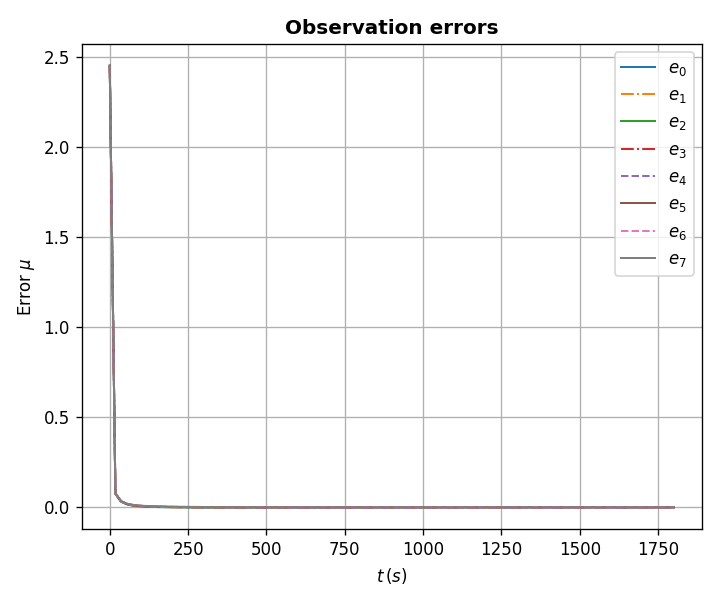 Observation errors
2.5
2.0
1.5
1.0
0.5
0.0
Error μ
0 250 500 750 1000 1250 1500 1750
t (s)
e₀
e₁
e₂
e₃
e₄
e₅
e₆
e₇